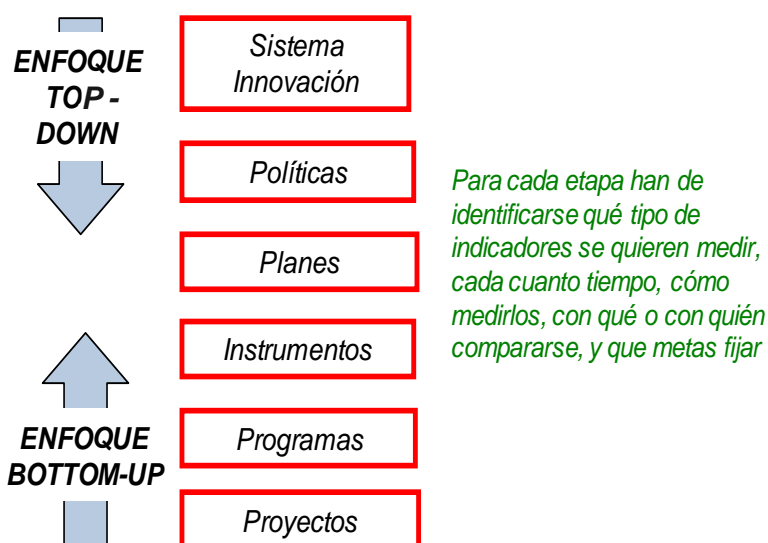 ENFOQUE
TOP -
DOWN
Sistema
Innovación
Políticas
Planes
Instrumentos
Programas
Proyectos
Para cada etapa han de
identificarse qué tipo de
indicadores se quieren medir,
cada cuanto tiempo, cómo
medirlos, con qué o con quién
compararse, y que metas fijar
ENFOQUE
BOTTOM-UP